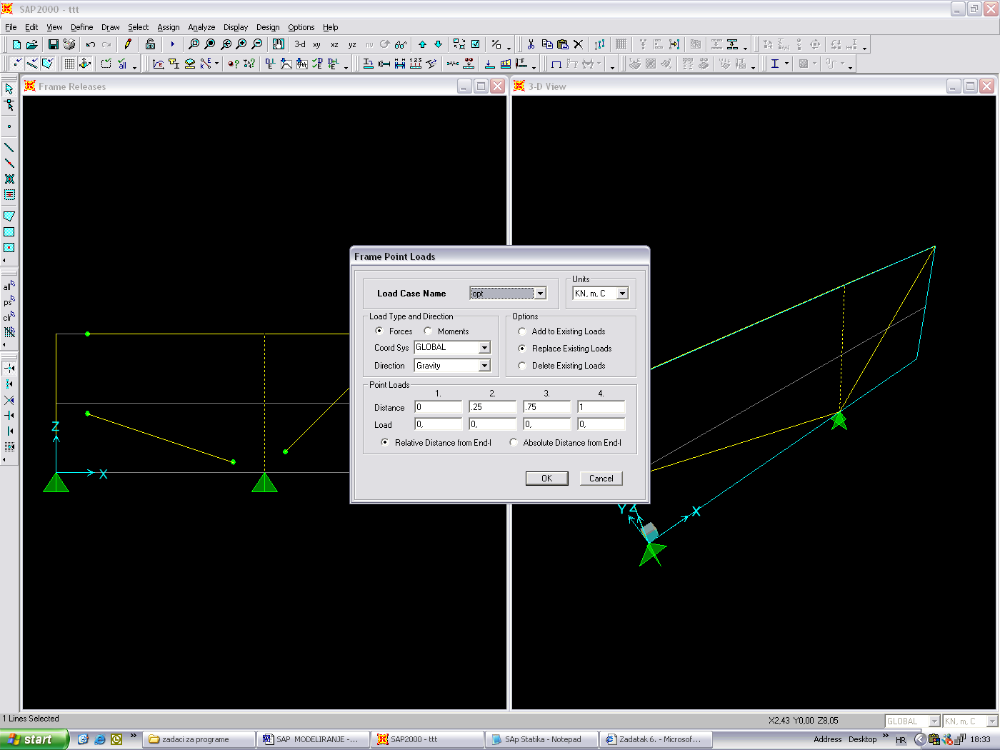 SAP2000 - ttt
File Edit View Define Draw Select Assign Analyze Display Design Options Help
3-d xy xz yz nv
Frame Releases
3-D View
Frame Point Loads
Load Case Name opt
Units
KN, m, C
Load Type and Direction
Forces Moments
Coord Sys GLOBAL
Direction Gravity
Options
Add to Existing Loads
Replace Existing Loads
Delete Existing Loads
Point Loads
1. 2. 3. 4.
Distance 0 .25 .75 1
Load 0, 0, 0, 0,
Relative Distance from End-I Absolute Distance from End-I
OK Cancel
all
ps
clr
Z
X
Y Z X
1 Lines Selected
X2,43 Y0,00 Z8,05
GLOBAL
KN, m, C
start
zadaci za programe
SAP MODELIRANJE -...
SAP2000 - ttt
SAp Statika - Notepad
Zadatak 6. - Microsof...
Address Desktop
HR
18:33